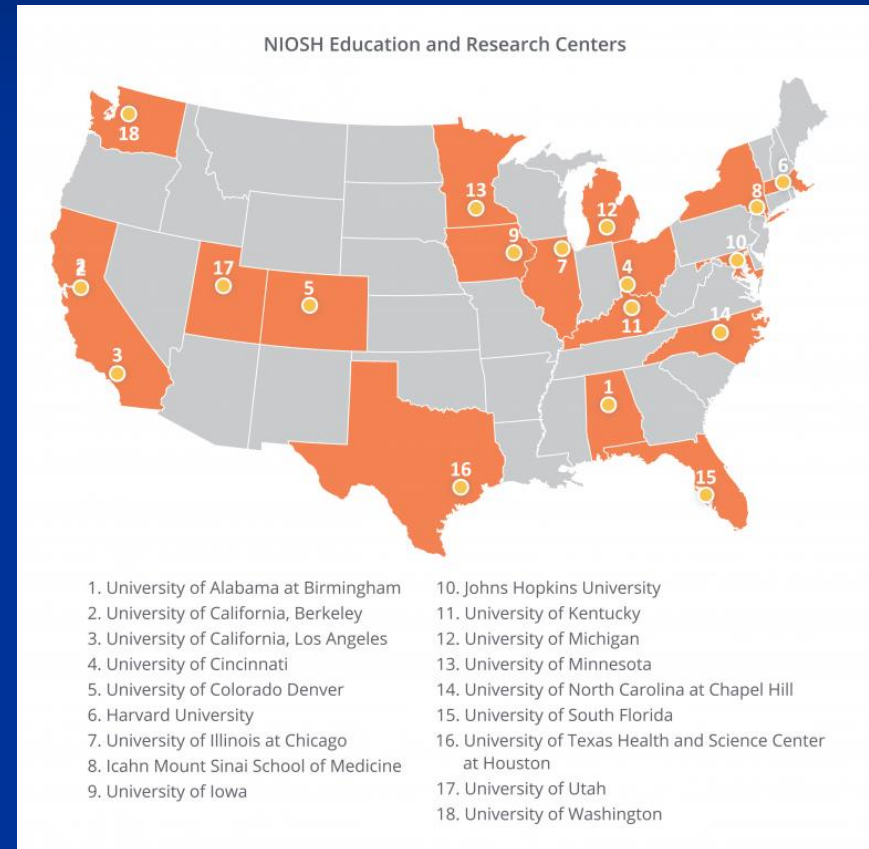 NIOSH Education and Research Centers
18
13
6
8
12
9
10
2
17
7
4
5
11
14
3
1
16
15
1. University of Alabama at Birmingham
2. University of California, Berkeley
3. University of California, Los Angeles
4. University of Cincinnati
5. University of Colorado Denver
6. Harvard University
7. University of Illinois at Chicago
8. Icahn Mount Sinai School of Medicine
9. University of Iowa
10. Johns Hopkins University
11. University of Kentucky
12. University of Michigan
13. University of Minnesota
14. University of North Carolina at Chapel Hill
15. University of South Florida
16. University of Texas Health and Science Center
at Houston
17. University of Utah
18. University of Washington